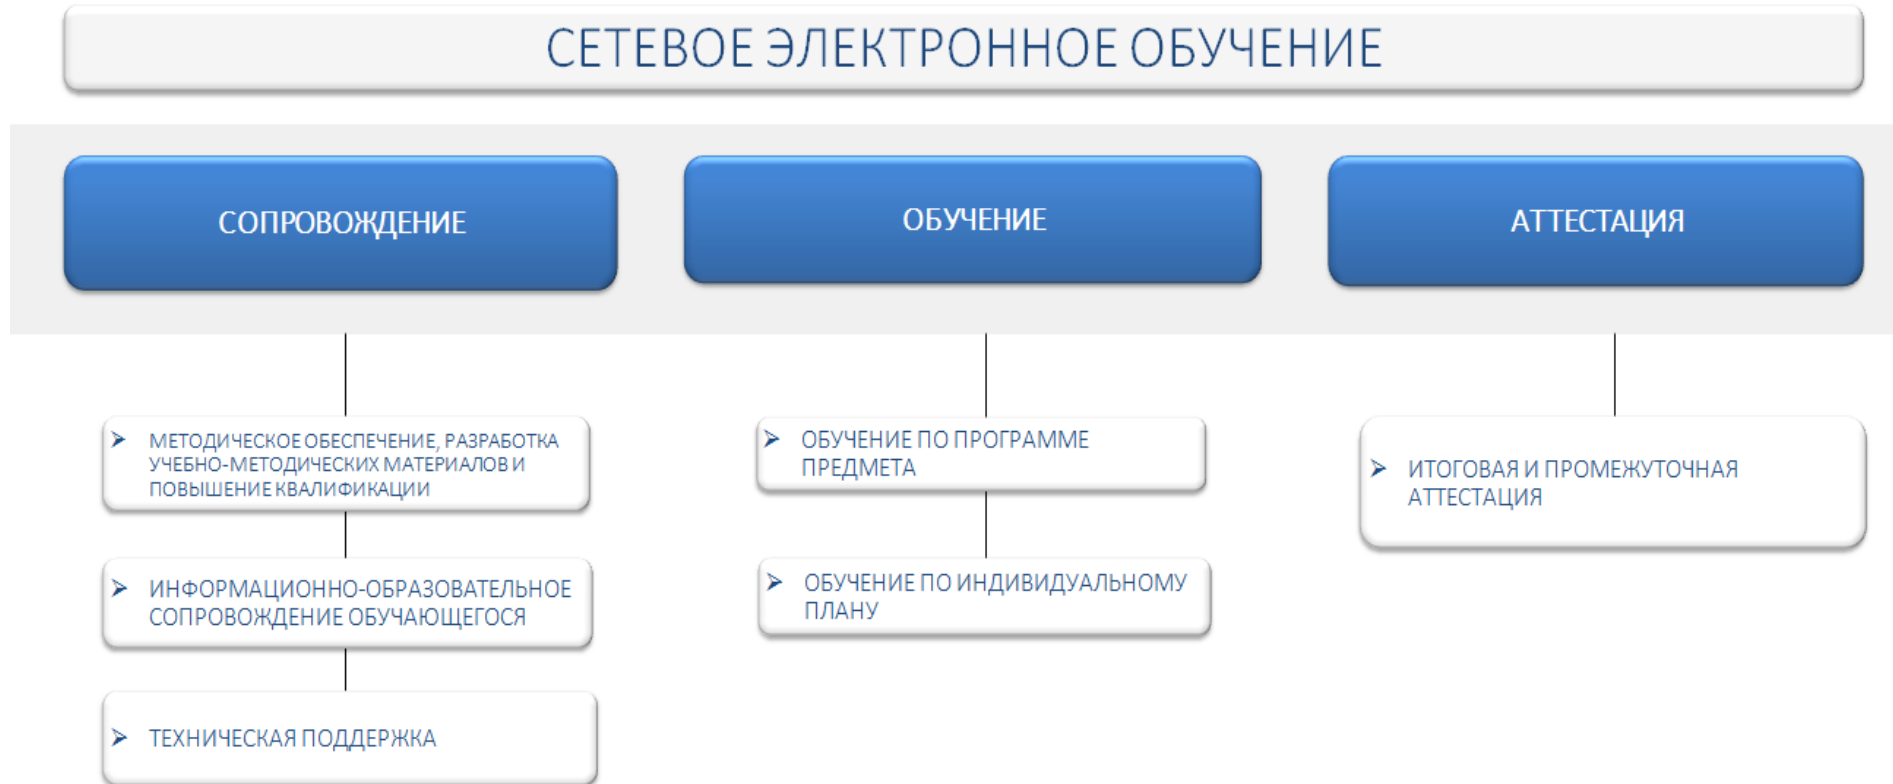 СЕТЕВОЕ ЭЛЕКТРОННОЕ ОБУЧЕНИЕ
СОПРОВОЖДЕНИЕ
ОБУЧЕНИЕ
АТТЕСТАЦИЯ
МЕТОДИЧЕСКОЕ ОБЕСПЕЧЕНИЕ, РАЗРАБОТКА
УЧЕБНО-МЕТОДИЧЕСКИХ МАТЕРИАЛОВ И
ПОВЫШЕНИЕ КВАЛИФИКАЦИИ
ИНФОРМАЦИОННО-ОБРАЗОВАТЕЛЬНОЕ
СОПРОВОЖДЕНИЕ ОБУЧАЮЩЕГОСЯ
ТЕХНИЧЕСКАЯ ПОДДЕРЖКА
ОБУЧЕНИЕ ПО ПРОГРАММЕ
ПРЕДМЕТА
ОБУЧЕНИЕ ПО ИНДИВИДУАЛЬНОМУ
ПЛАНУ
ИТОГОВАЯ И ПРОМЕЖУТОЧНАЯ
АТТЕСТАЦИЯ